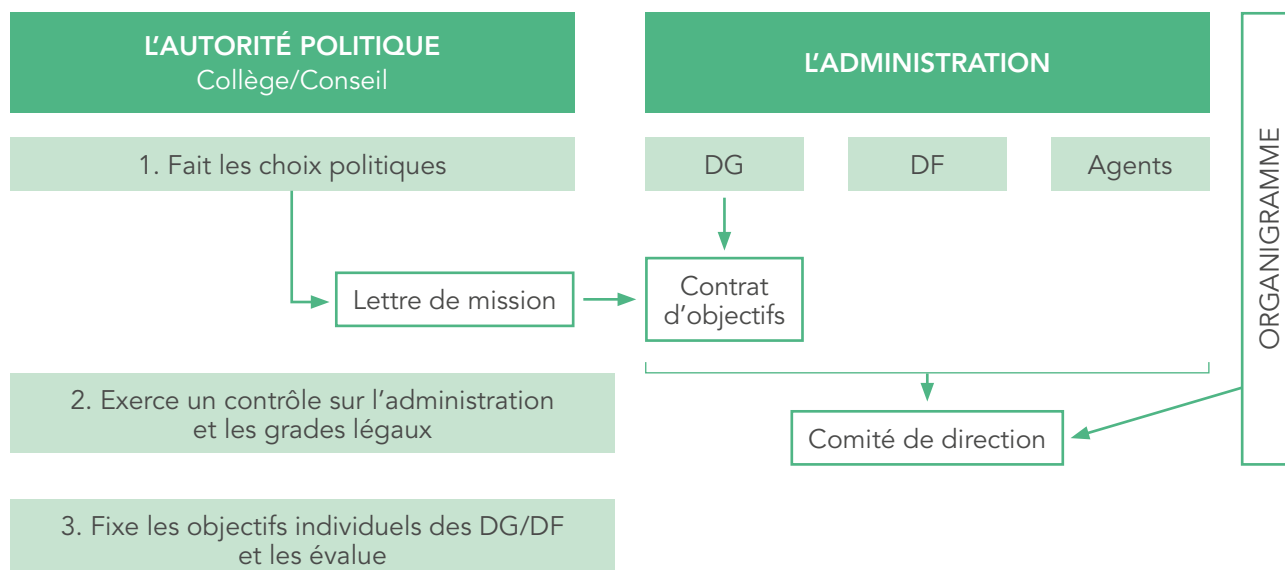 L'AUTORITÉ POLITIQUE
Collège/Conseil
L'ADMINISTRATION
ORGANIGRAMME
1. Fait les choix politiques
DG
DF
Agents
Lettre de mission
Contrat
d'objectifs
2. Exerce un contrôle sur l'administration
et les grades légaux
Comité de direction
3. Fixe les objectifs individuels des DG/DF
et les évalue